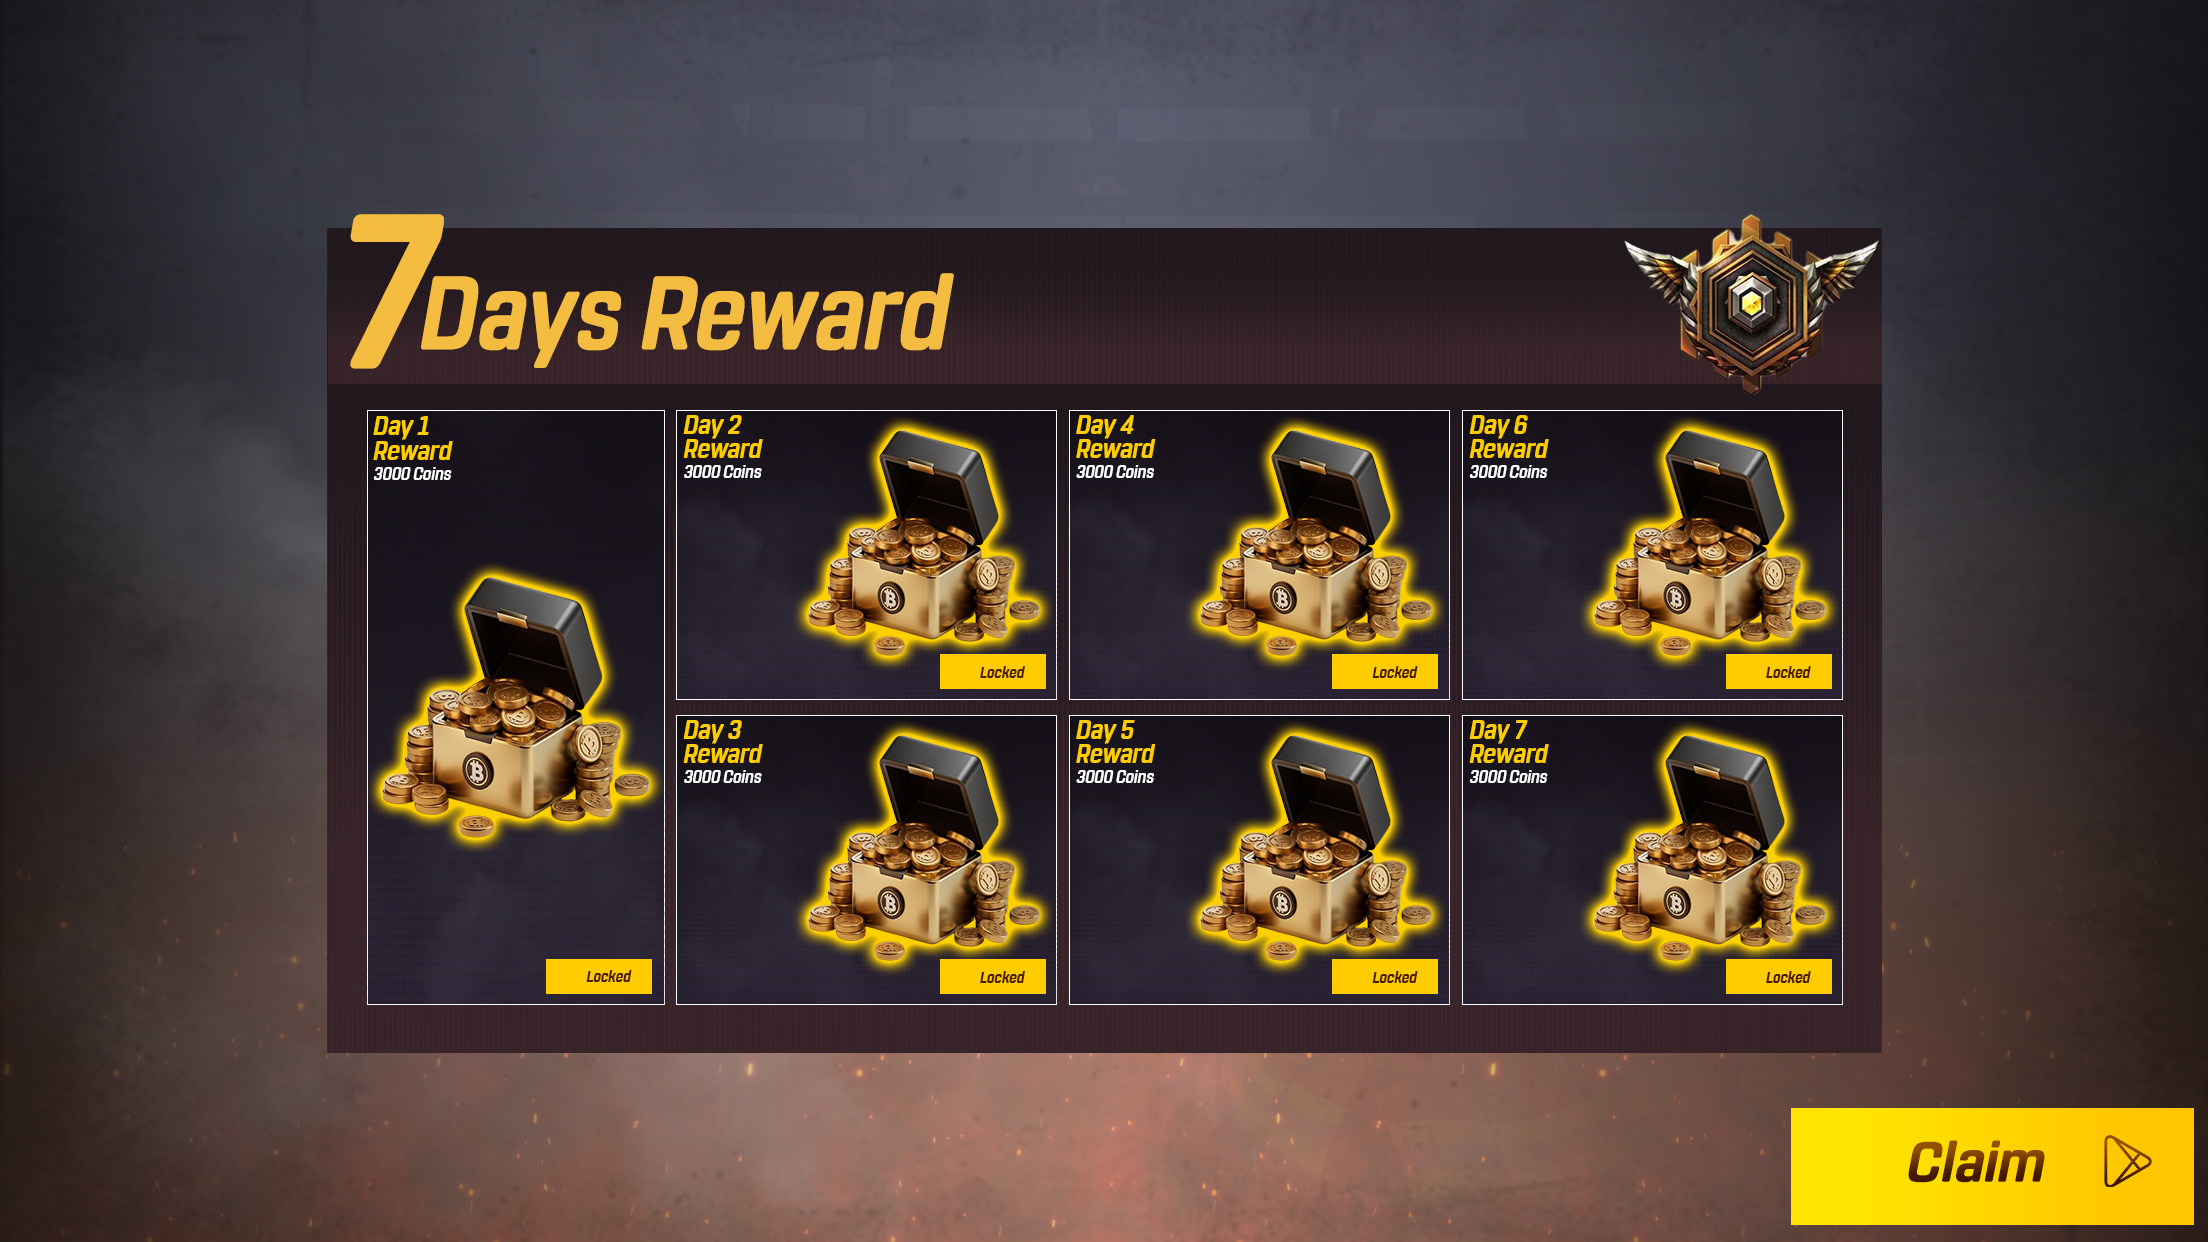 7 Days Reward
Day 1
Reward
3000 Coins
Locked
Day 2
Reward
3000 Coins
Locked
Day 3
Reward
3000 Coins
Locked
Day 4
Reward
3000 Coins
Locked
Day 5
Reward
3000 Coins
Locked
Day 6
Reward
3000 Coins
Locked
Day 7
Reward
3000 Coins
Locked
Claim